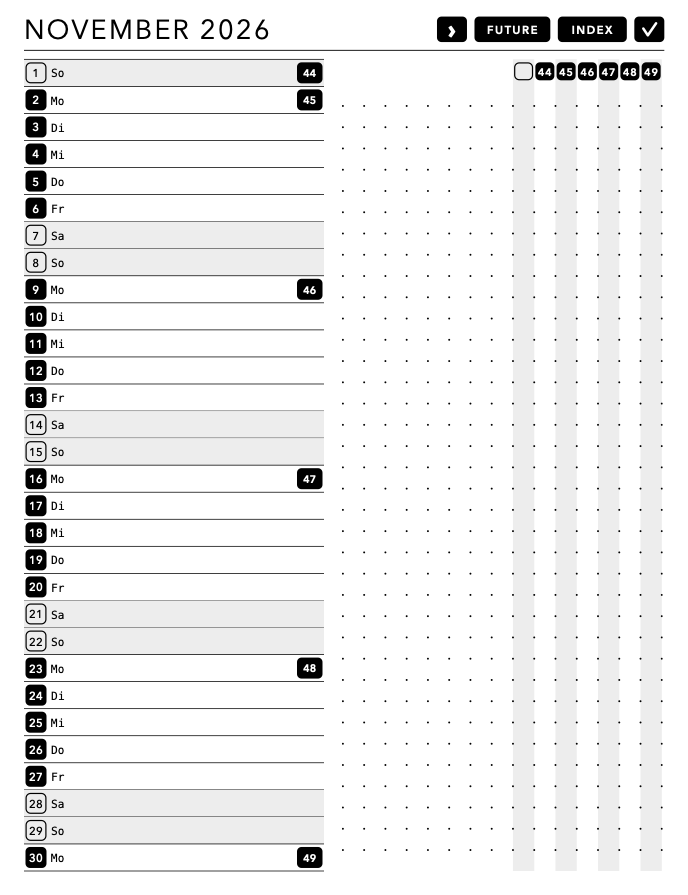 NOVEMBER 2026 › FUTURE INDEX ✓
1 So 44 44 45 46 47 48 49
2 Mo 45
3 Di
4 Mi
5 Do
6 Fr
7 Sa
8 So
9 Mo 46
10 Di
11 Mi
12 Do
13 Fr
14 Sa
15 So
16 Mo 47
17 Di
18 Mi
19 Do
20 Fr
21 Sa
22 So
23 Mo 48
24 Di
25 Mi
26 Do
27 Fr
28 Sa
29 So
30 Mo 49